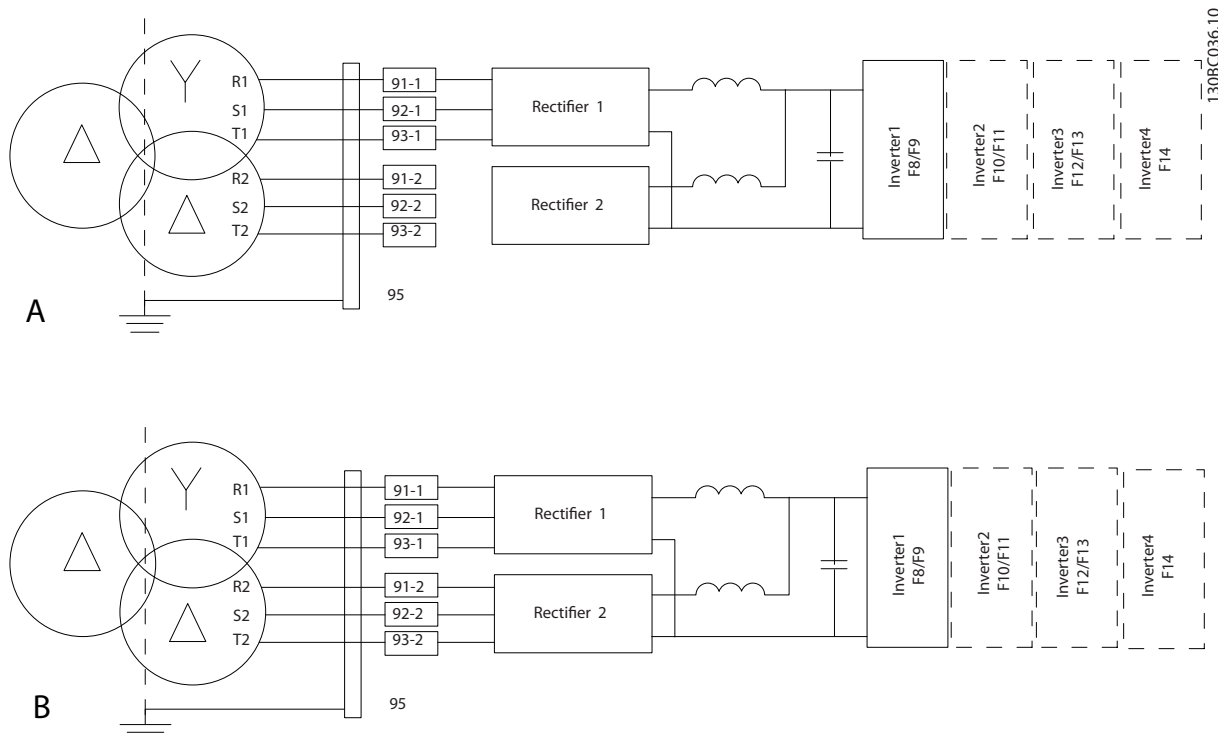 130BC036.10
R1
S1
T1
R2
S2
T2
91-1
92-1
93-1
91-2
92-2
93-2
95
Rectifier 1
Rectifier 2
Inverter1
F8/F9
Inverter2
F10/F11
Inverter3
F12/F13
Inverter4
F14
A
R1
S1
T1
R2
S2
T2
91-1
92-1
93-1
91-2
92-2
93-2
95
Rectifier 1
Rectifier 2
Inverter1
F8/F9
Inverter2
F10/F11
Inverter3
F12/F13
Inverter4
F14
B